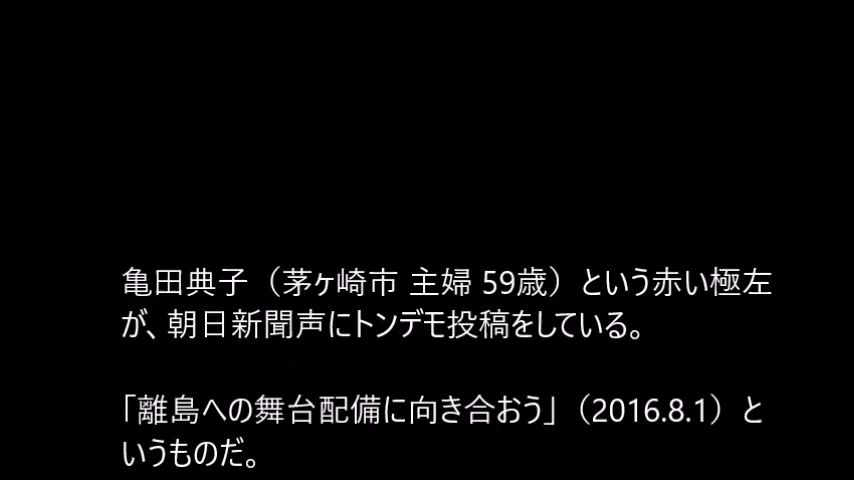 亀田典子（茅ヶ崎市 主婦 59歳）という赤い極左
が、朝日新聞声にトンデモ投稿をしている。
「離島への舞台配備に向き合おう」（2016.8.1）と
いうものだ。